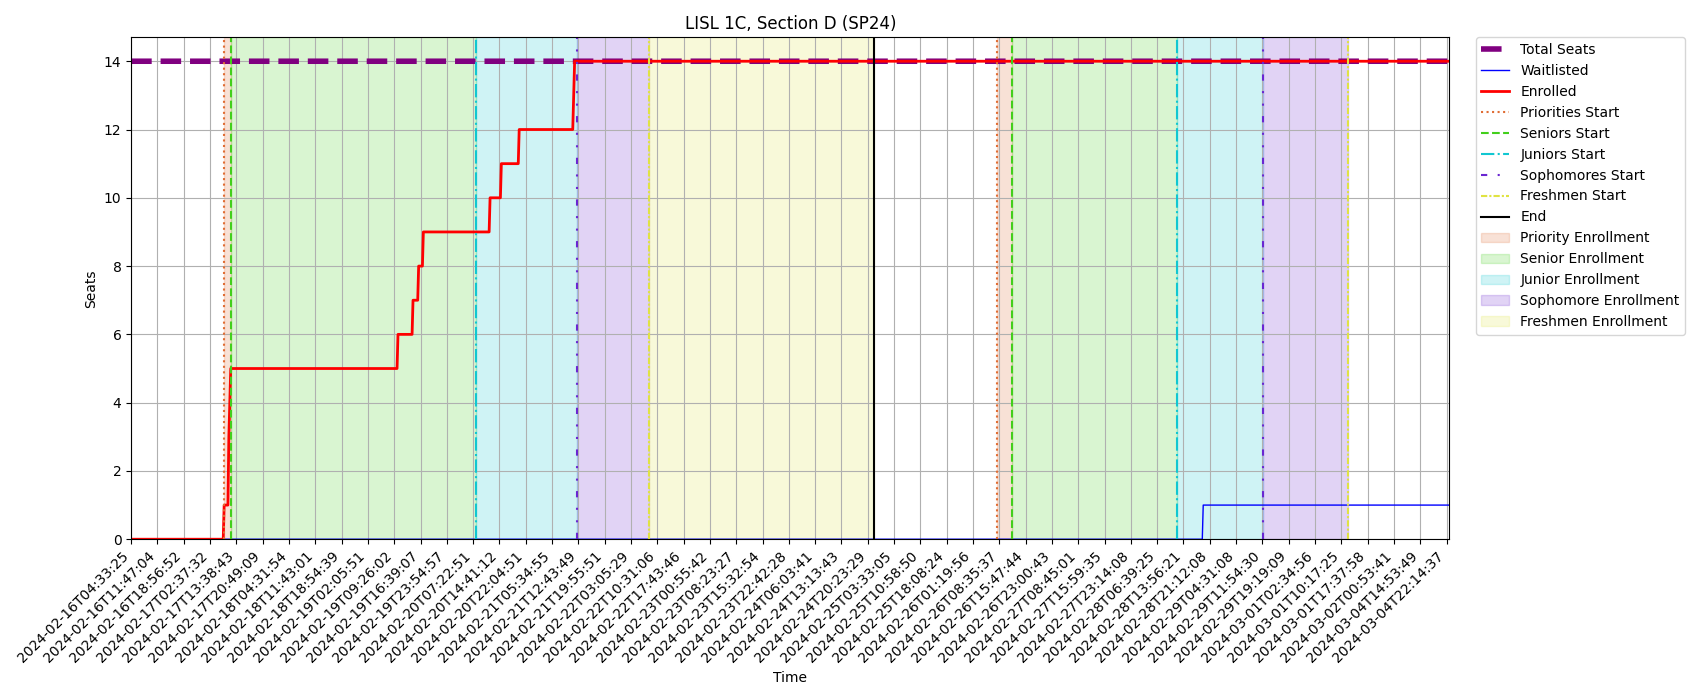 LISL 1C, Section D (SP24)
Seats
14
12
10
8
6
4
2
0
2024-02-16T04:33:25
2024-02-16T11:47:04
2024-02-16T18:56:52
2024-02-17T02:37:32
2024-02-17T13:38:43
2024-02-17T20:49:09
2024-02-18T04:31:54
2024-02-18T11:43:01
2024-02-18T18:54:39
2024-02-19T02:05:51
2024-02-19T09:26:02
2024-02-19T16:39:07
2024-02-19T23:54:57
2024-02-20T07:22:51
2024-02-20T14:41:12
2024-02-20T22:04:51
2024-02-21T05:34:55
2024-02-21T12:43:49
2024-02-21T19:55:51
2024-02-22T03:05:29
2024-02-22T10:31:06
2024-02-22T17:43:46
2024-02-23T00:55:42
2024-02-23T08:23:27
2024-02-23T15:32:54
2024-02-23T22:42:28
2024-02-24T06:03:41
2024-02-24T13:13:43
2024-02-24T20:23:29
2024-02-25T03:33:05
2024-02-25T10:58:50
2024-02-25T18:08:24
2024-02-26T01:19:56
2024-02-26T08:35:37
2024-02-26T15:47:44
2024-02-26T23:00:43
2024-02-27T08:45:01
2024-02-27T15:59:35
2024-02-27T23:14:08
2024-02-28T06:39:25
2024-02-28T13:56:21
2024-02-28T21:12:08
2024-02-29T04:31:08
2024-02-29T11:54:30
2024-02-29T19:19:09
2024-03-01T02:34:56
2024-03-01T10:17:25
2024-03-01T17:37:58
2024-03-02T00:53:41
2024-03-04T14:53:49
2024-03-04T22:14:37
Time
Total Seats
Waitlisted
Enrolled
Priorities Start
Seniors Start
Juniors Start
Sophomores Start
Freshmen Start
End
Priority Enrollment
Senior Enrollment
Junior Enrollment
Sophomore Enrollment
Freshmen Enrollment